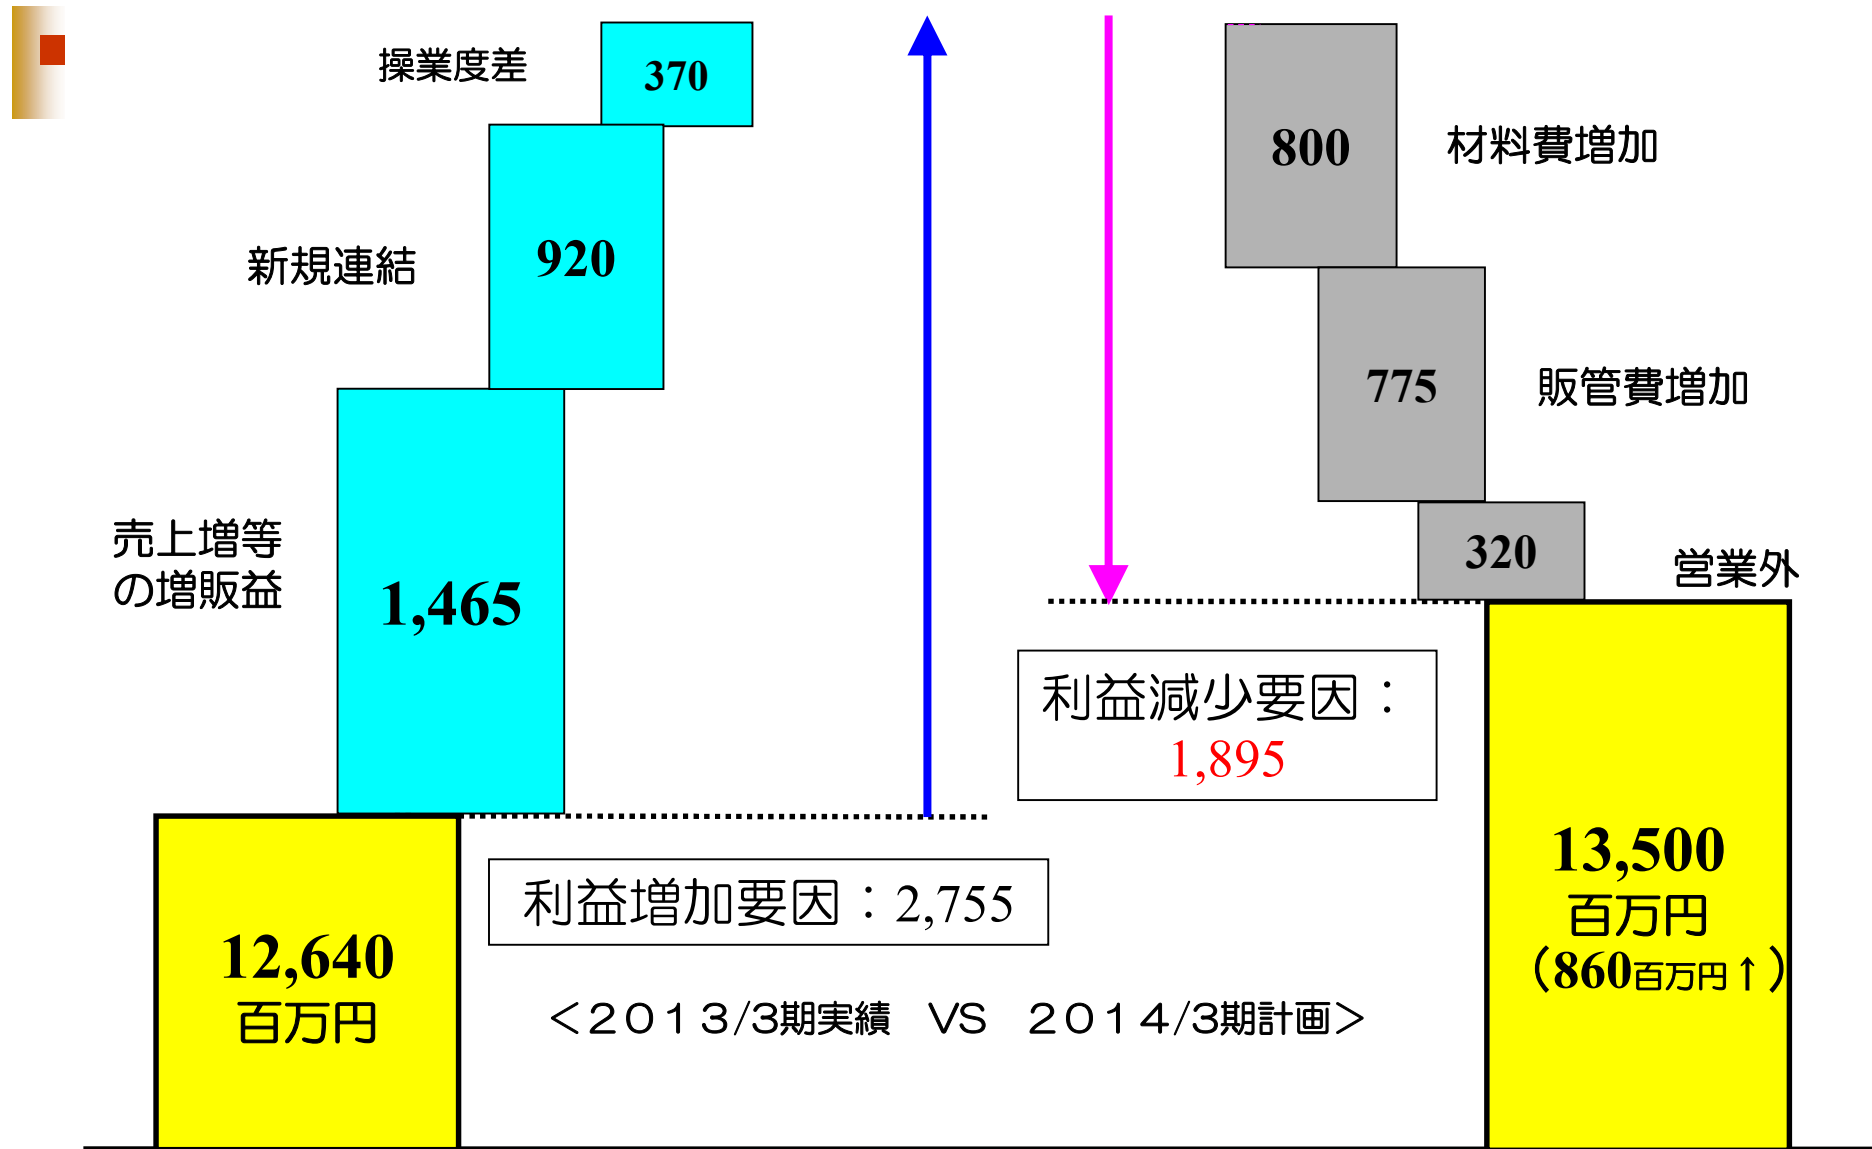 操業度差
370
新規連結
920
売上増等
の増販益
1,465
12,640
百万円
利益増加要因：2,755
＜２０１３/３期実績　VS　２０１４/３期計画＞
800
材料費増加
775
販管費増加
320
営業外
利益減少要因：
1,895
13,500
百万円
（860百万円↑）